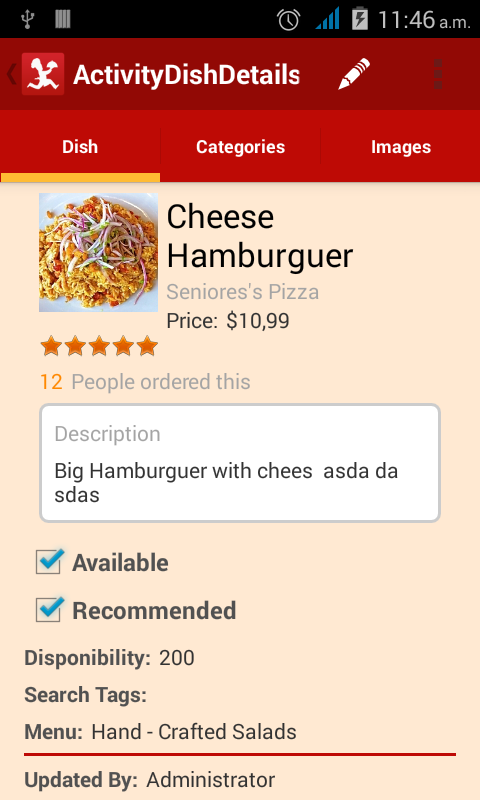 11:46 a.m.
ActivityDishDetails
Dish Categories Images
Cheese
Hamburguer
Seniores's Pizza
Price: $10,99
12 People ordered this
Description
Big Hamburguer with chees asda da
sdas
Available
Recommended
Disponibility: 200
Search Tags:
Menu: Hand - Crafted Salads
Updated By: Administrator